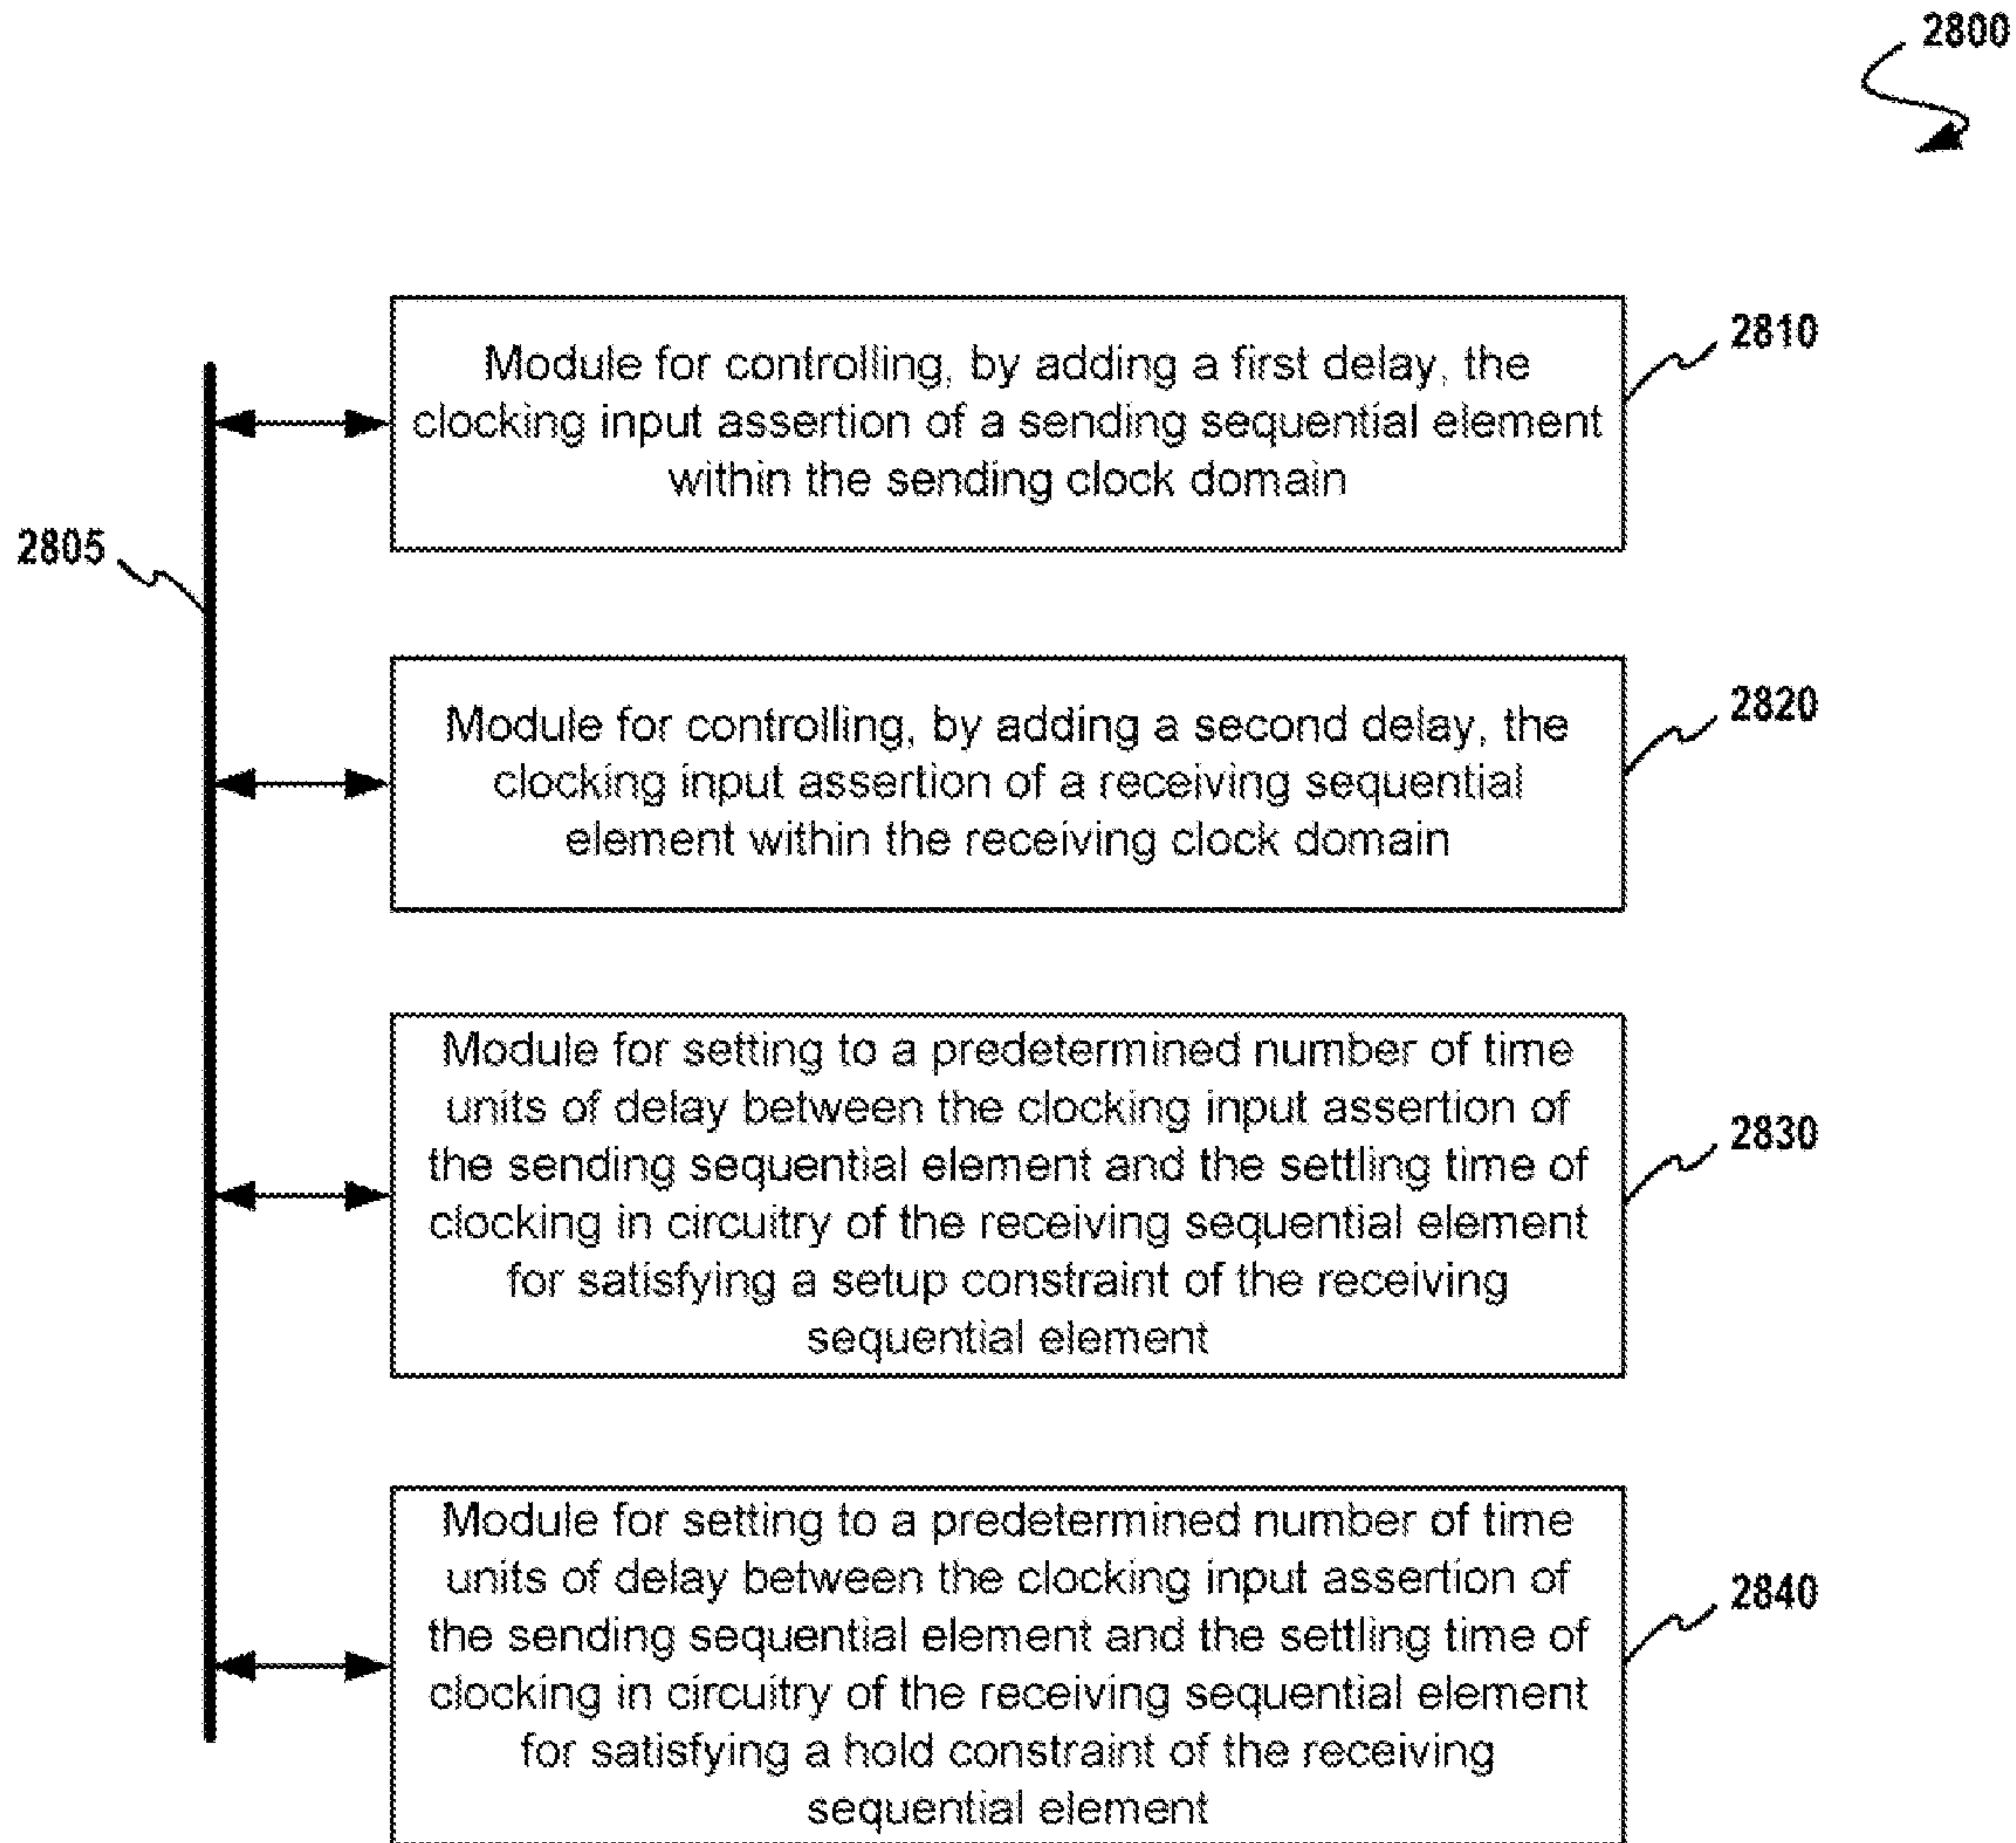 2800
Module for controlling, by adding a first delay, the
clocking input assertion of a sending sequential element
within the sending clock domain
2810
2805
Module for controlling, by adding a second delay, the
clocking input assertion of a receiving sequential
element within the receiving clock domain
2820
Module for setting to a predetermined number of time
units of delay between the clocking input assertion of
the sending sequential element and the settling time of
clocking in circuitry of the receiving sequential element
for satisfying a setup constraint of the receiving
sequential element
2830
Module for setting to a predetermined number of time
units of delay between the clocking input assertion of
the sending sequential element and the settling time of
clocking in circuitry of the receiving sequential element
for satisfying a hold constraint of the receiving
sequential element
2840